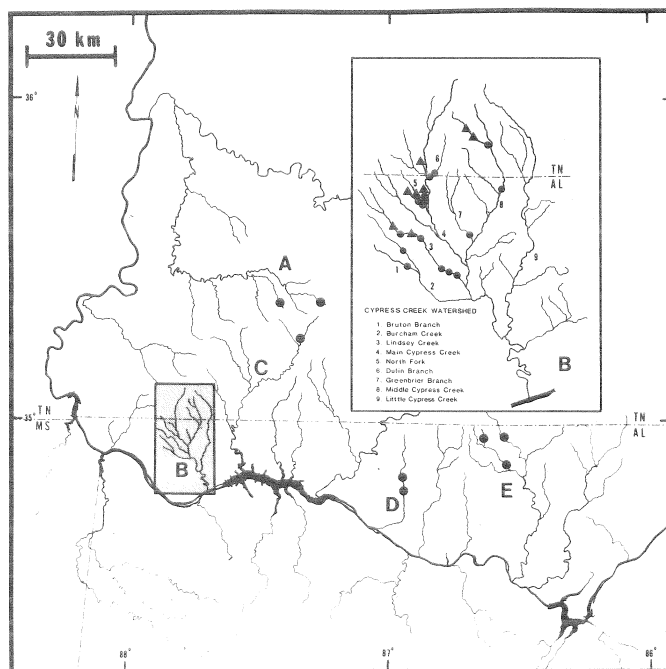 30 km
N
36°
A
C
35°
TN
MS
B
D
E
TN
AL
88°
87°
86°
TN
AL
1
2
3
4
5
6
7
8
9
B
CYPRESS CREEK WATERSHED
1 Bruton Branch
2 Burcham Creek
3 Lindsey Creek
4 Main Cypress Creek
5 North Fork
6 Dulin Branch
7 Greenbrier Branch
8 Middle Cypress Creek
9 Little Cypress Creek